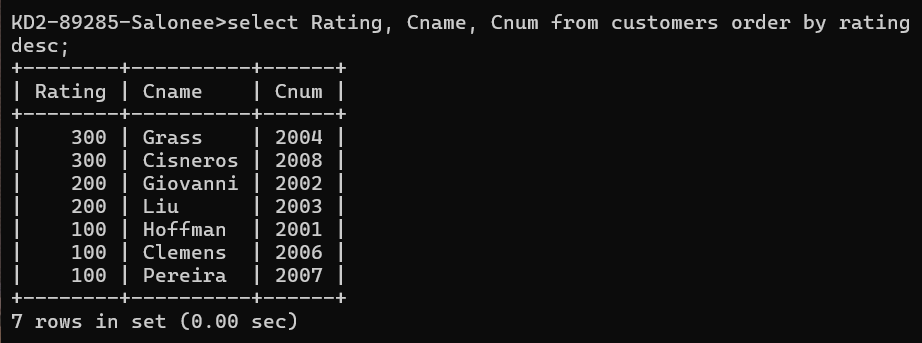 KD2-89285-Salonee>select Rating, Cname, Cnum from customers order by rating
desc;
+--------+----------+------+
| Rating | Cname    | Cnum |
+--------+----------+------+
|    300 | Grass    | 2004 |
|    300 | Cisneros | 2008 |
|    200 | Giovanni | 2002 |
|    200 | Liu      | 2003 |
|    100 | Hoffman  | 2001 |
|    100 | Clemens  | 2006 |
|    100 | Pereira  | 2007 |
+--------+----------+------+
7 rows in set (0.00 sec)